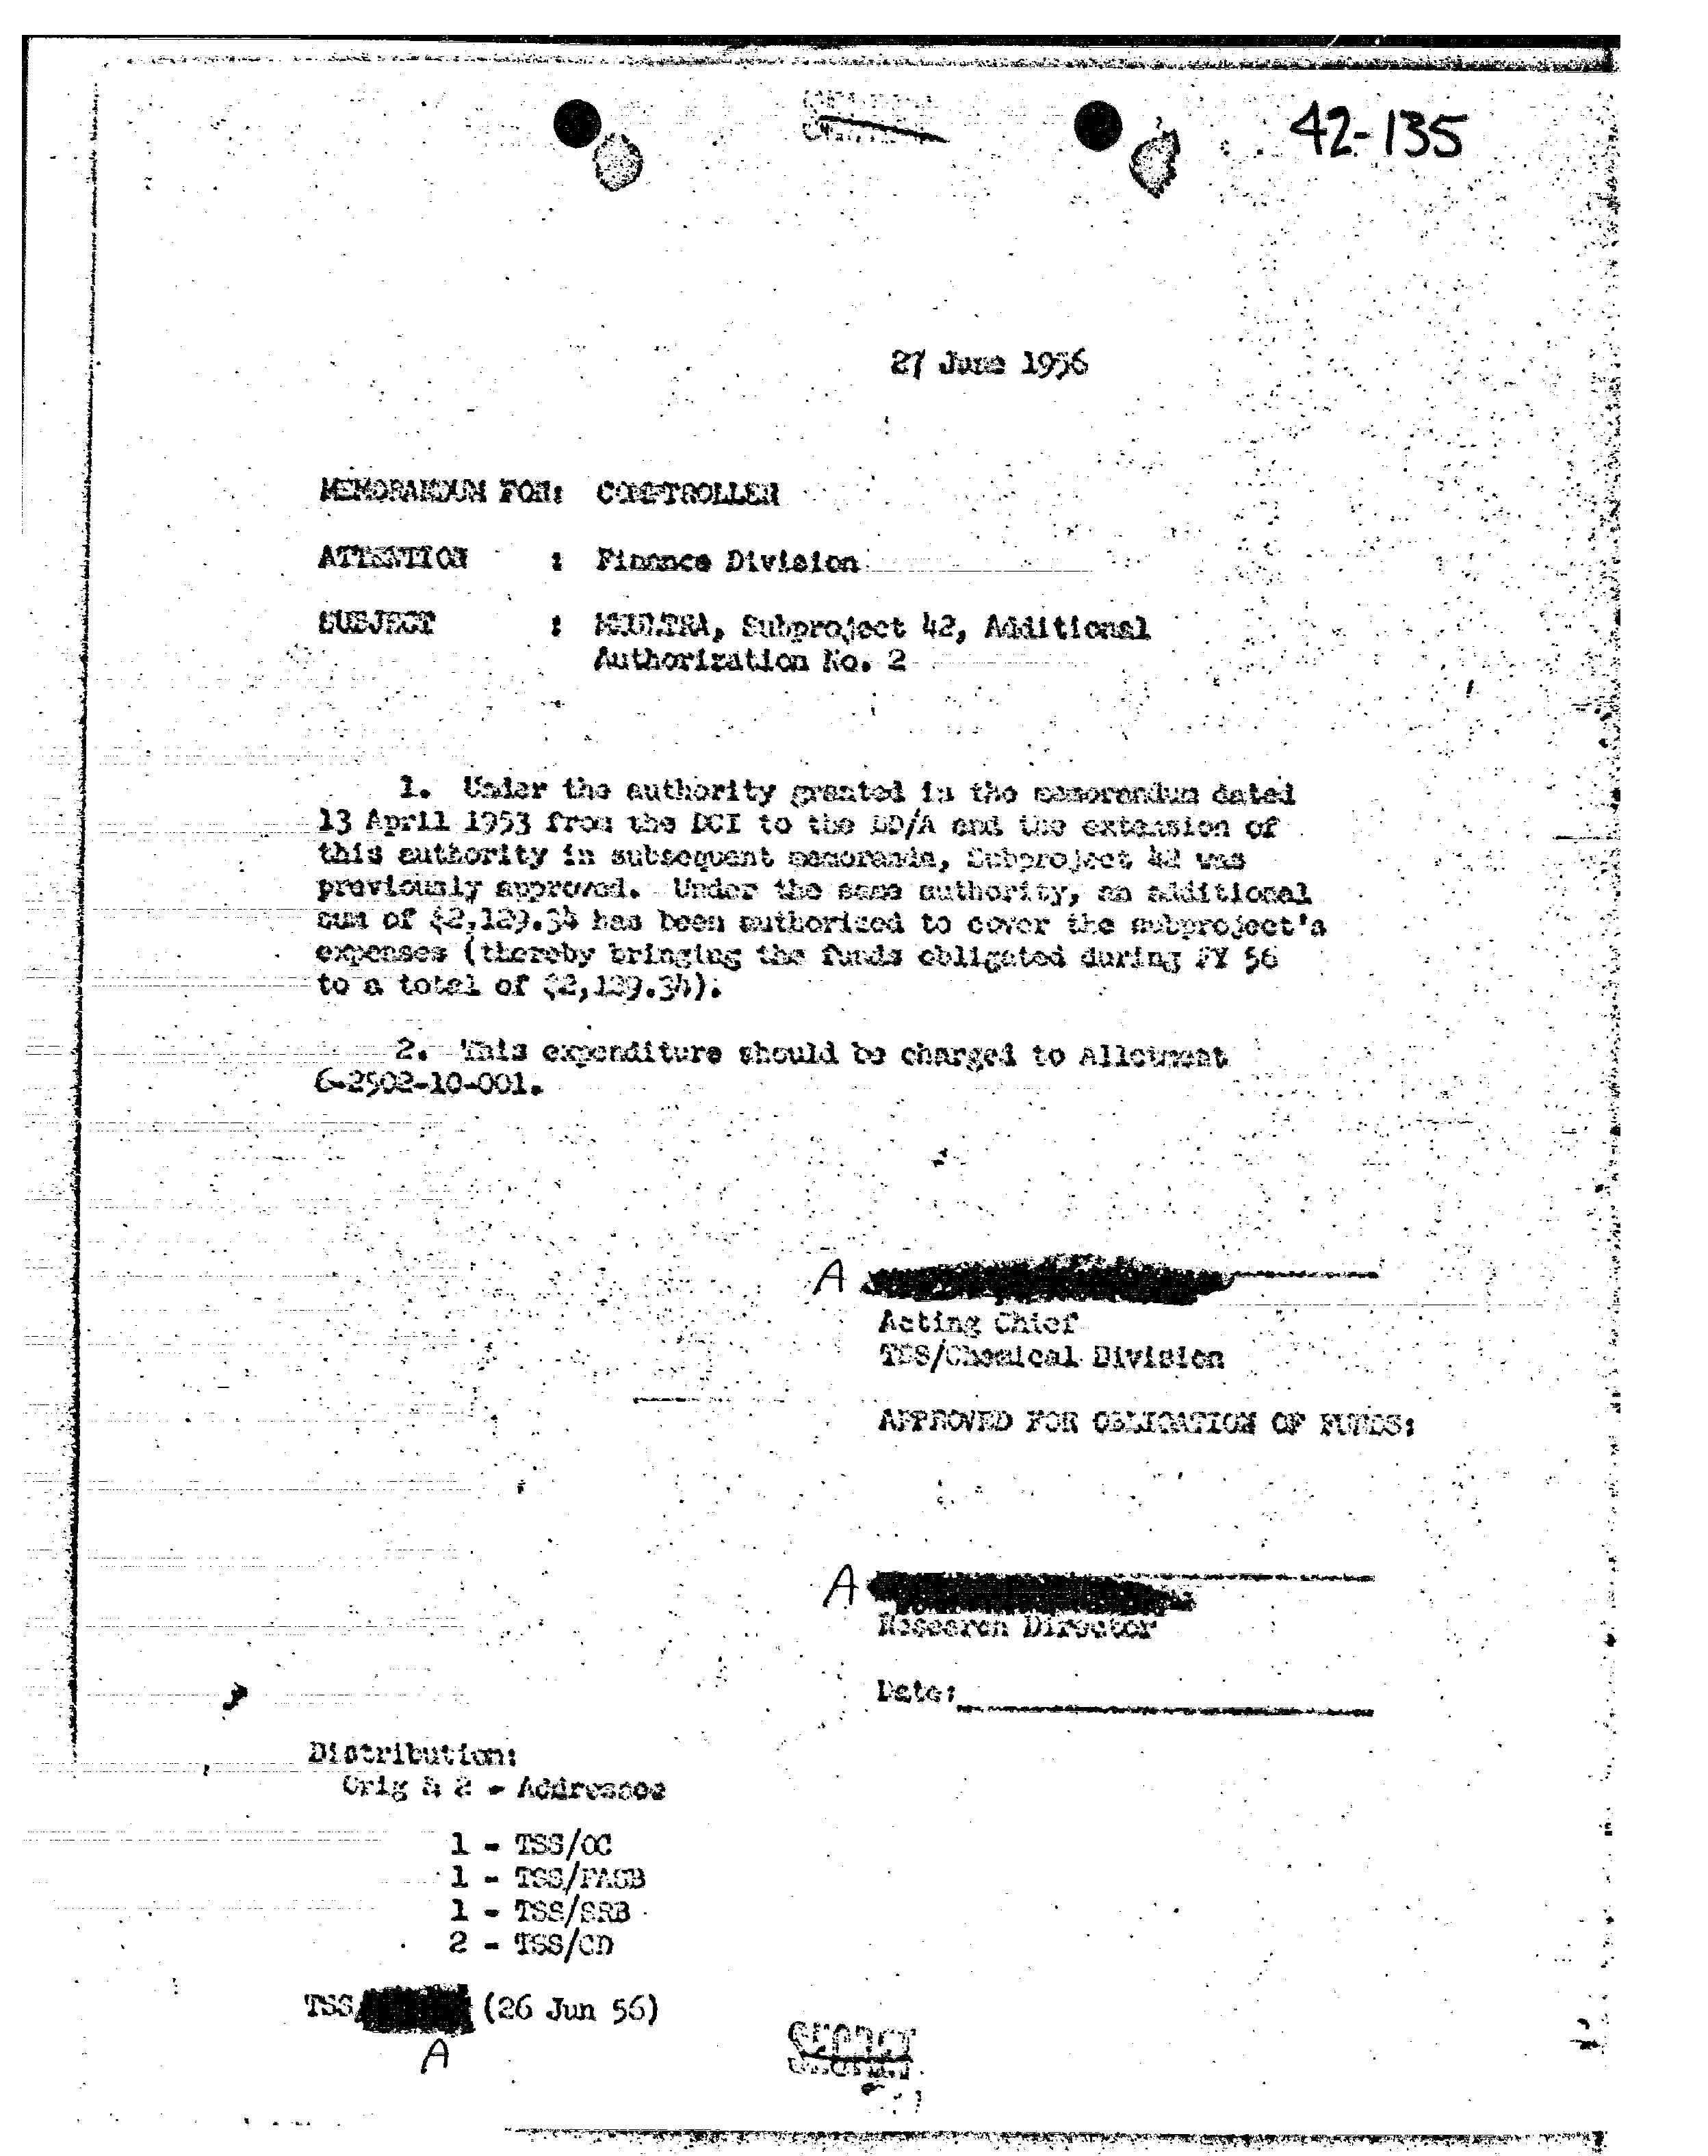 42-135
27 June 1956
MEMORANDUM FOR: COMPTROLLER
ATTENTION : Finance Division
SUBJECT : MKULTRA, Subproject 42, Additional
Authorization No. 2
1. Under the authority granted in the memorandum dated
13 April 1953 from the DCI to the DD/A and the extension of
this authority in subsequent memoranda, Subproject 42 was
previously approved. Under the same authority, an additional
sum of $2,129.34 has been authorized to cover the subproject's
expenses (thereby bringing the funds obligated during FY 56
to a total of $2,129.34).
2. This expenditure should be charged to Allotment
6-2502-10-001.
A
Acting Chief
TSS/Chemical Division
APPROVED FOR OBLIGATION OF FUNDS:
A
Research Director
Date:
Distribution:
Orig & 2 - Addressee
1 - TSS/OC
1 - TSS/FASB
1 - TSS/SRB
2 - TSS/CD
TSS/ (26 Jun 56)
A
SECRET